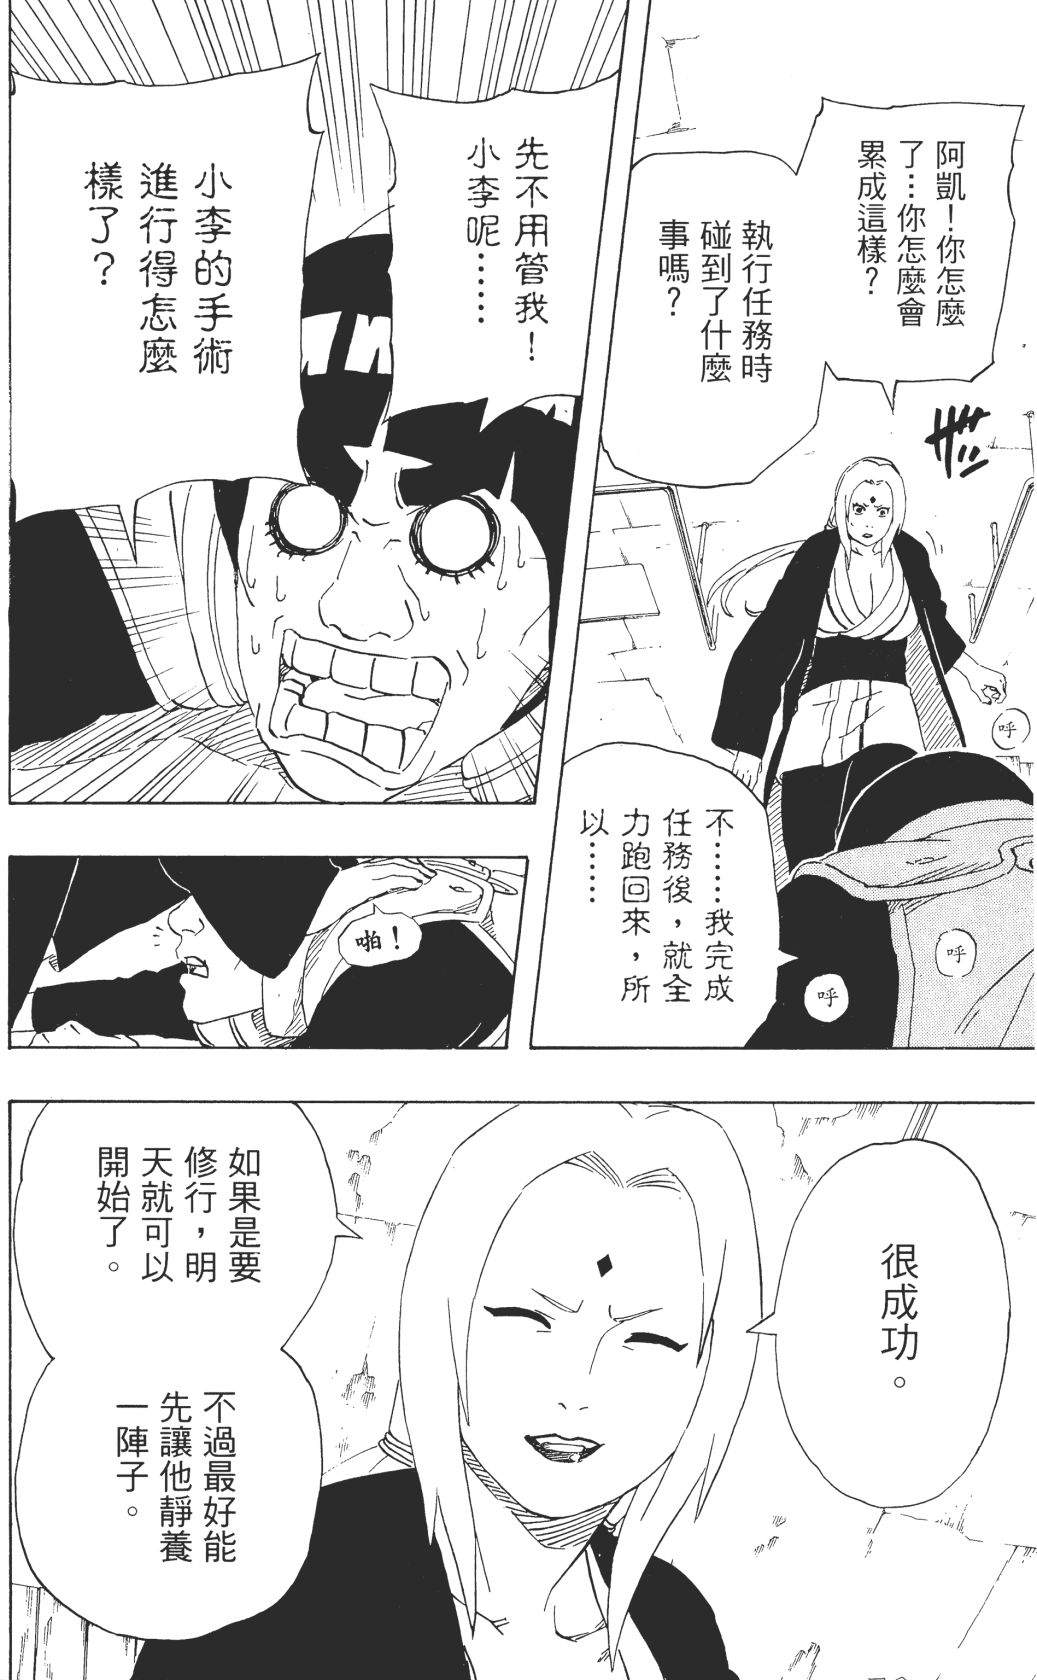 阿凱！你怎麼
了…你怎麼會
累成這樣？
執行任務時
碰到了什麼
事嗎？
呼
呼
呼
不……我完成
任務後，就全
力跑回來，所
以……
先不用管我！
小李呢……
小李的手術
進行得怎麼
樣了？
啪！
很成功。
如果是要
修行，明
天就可以
開始了。
不過最好能
先讓他靜養
一陣子。